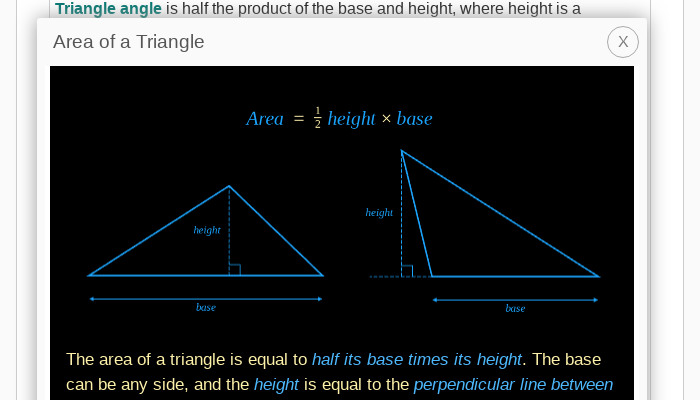 Triangle angle is half the product of the base and height, where height is a
Area of a Triangle
X
Area = 1/2 height × base
height
height
base
base
The area of a triangle is equal to half its base times its height. The base
can be any side, and the height is equal to the perpendicular line between